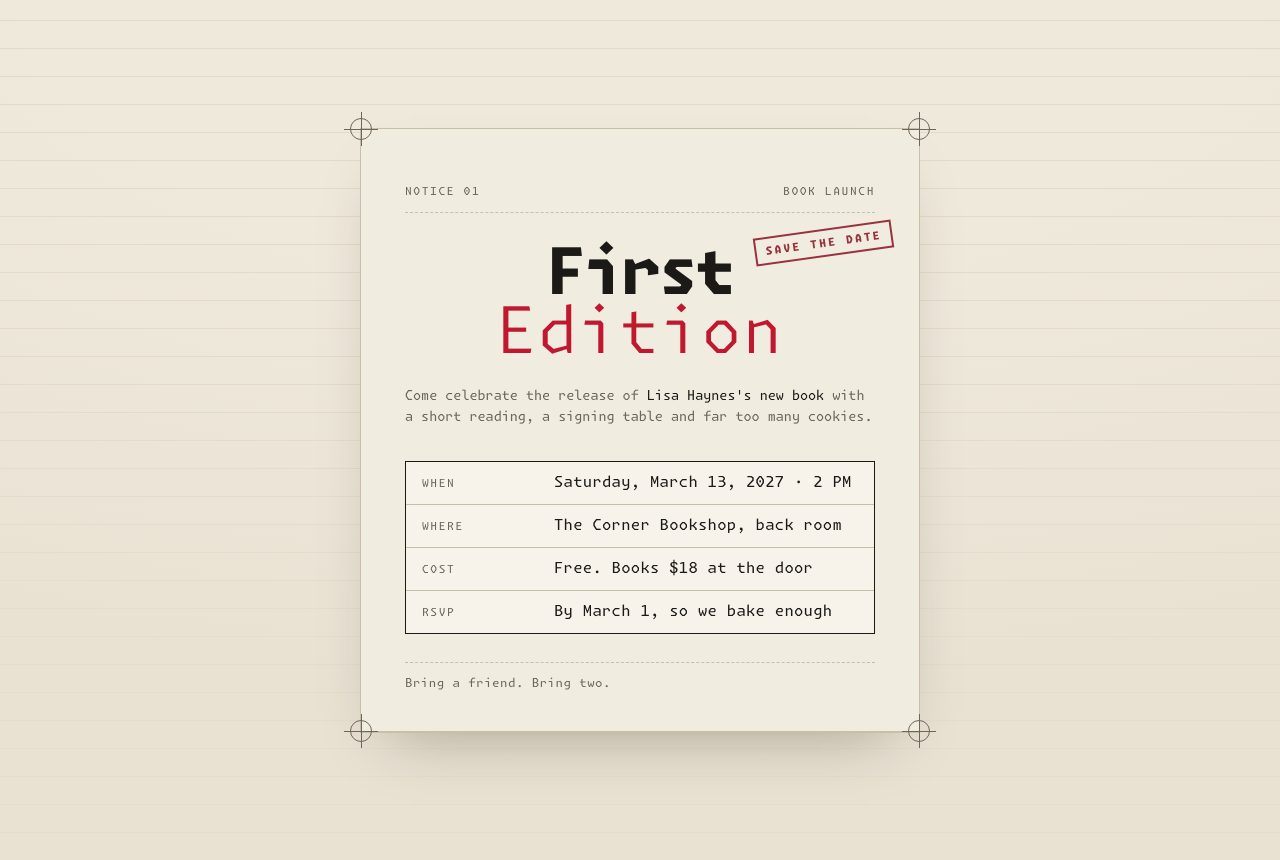 NOTICE 01
BOOK LAUNCH
SAVE THE DATE
First
Edition
Come celebrate the release of Lisa Haynes's new book with
a short reading, a signing table and far too many cookies.
WHEN Saturday, March 13, 2027 · 2 PM
WHERE The Corner Bookshop, back room
COST Free. Books $18 at the door
RSVP By March 1, so we bake enough
Bring a friend. Bring two.